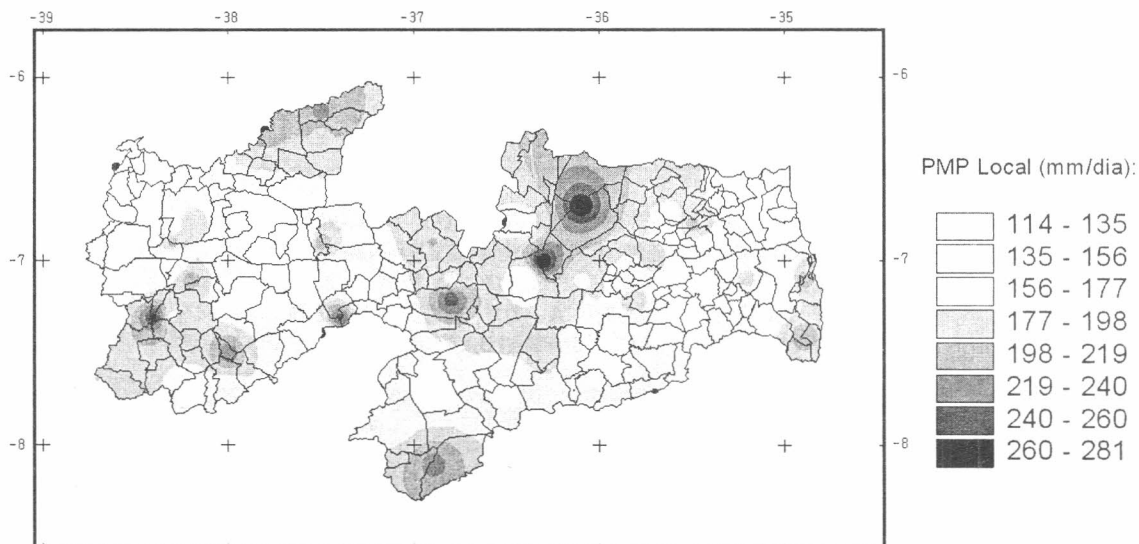 -39 -38 -37 -36 -35
-6 -6
-7 -7
-8 -8
PMP Local (mm/dia):
114 - 135
135 - 156
156 - 177
177 - 198
198 - 219
219 - 240
240 - 260
260 - 281